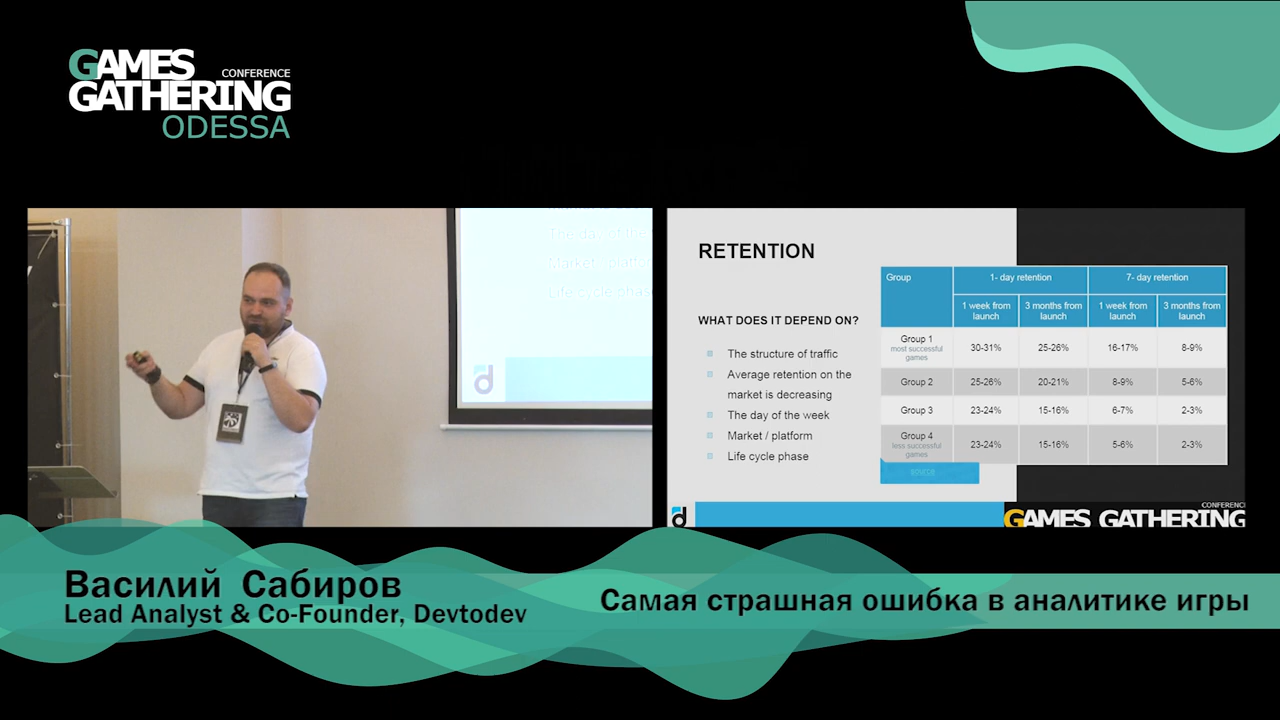 GAMES
CONFERENCE
GATHERING
ODESSA
The day of the
Market / platfo
Life cycle phas
d
RETENTION
WHAT DOES IT DEPEND ON?
The structure of traffic
Average retention on the
market is decreasing
The day of the week
Market / platform
Life cycle phase
Group
1- day retention
7- day retention
1 week from launch
3 months from launch
1 week from launch
3 months from launch
Group 1
most successful games
30-31%
25-26%
16-17%
8-9%
Group 2
25-26%
20-21%
8-9%
5-6%
Group 3
23-24%
15-16%
6-7%
2-3%
Group 4
less successful games
23-24%
15-16%
5-6%
2-3%
d
CONFERENC
GAMES GATHERING
Василий Сабиров
Lead Analyst & Co-Founder, Devtodev
Самая страшная ошибка в аналитике игры